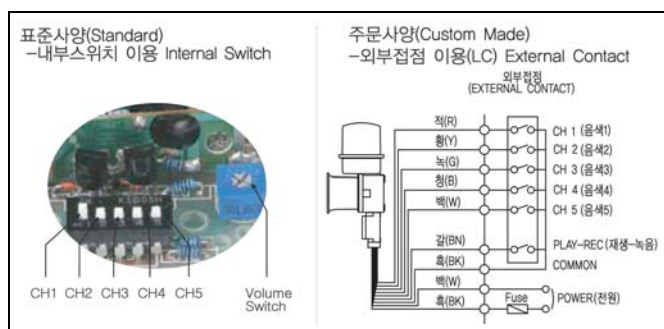 표준사양(Standard)
-내부스위치 이용 Internal Switch
CH1 CH2 CH3 CH4 CH5 Volume Switch
주문사양(Custom Made)
-외부접점 이용(LC) External Contact
외부접점
(EXTERNAL CONTACT)
적(R) CH 1 (음색1)
황(Y) CH 2 (음색2)
녹(G) CH 3 (음색3)
청(B) CH 4 (음색4)
백(W) CH 5 (음색5)
갈(BN) PLAY-REC (재생-녹음)
흑(BK) COMMON
백(W)
흑(BK) Fuse POWER(전원)